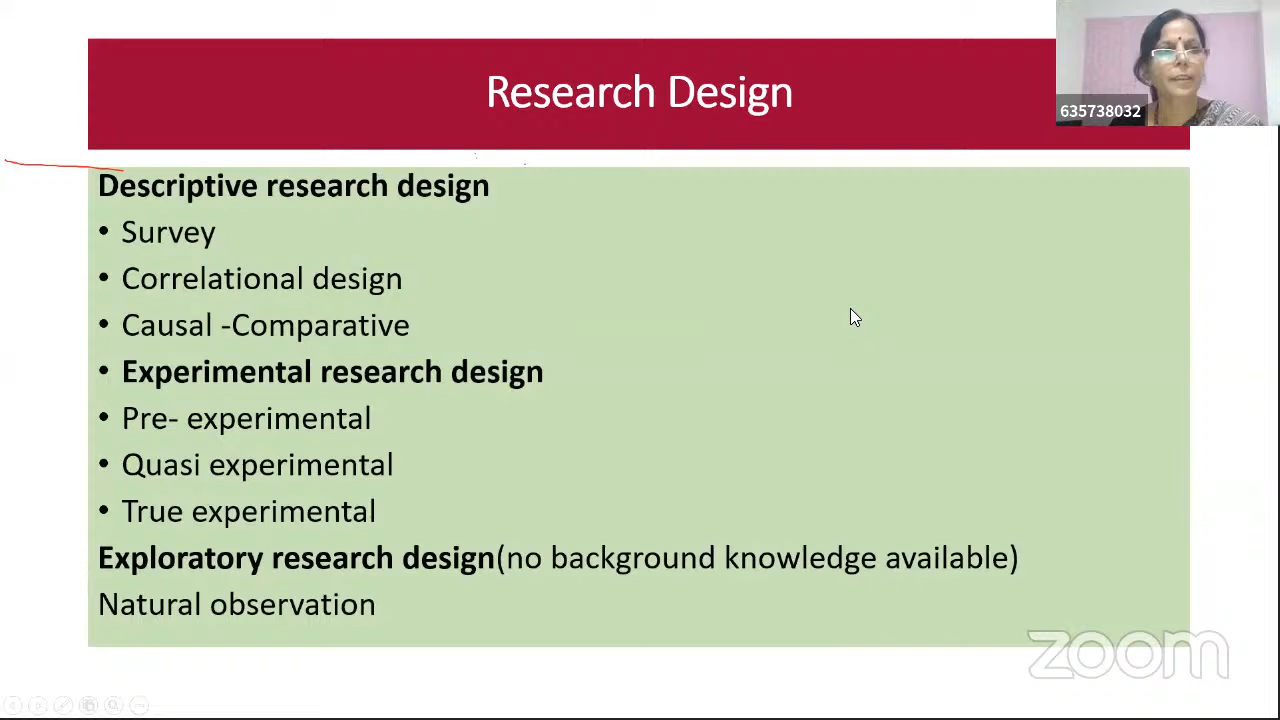 Research Design
635738032
Descriptive research design
• Survey
• Correlational design
• Causal -Comparative
• Experimental research design
• Pre- experimental
• Quasi experimental
• True experimental
Exploratory research design(no background knowledge available)
Natural observation
zoom